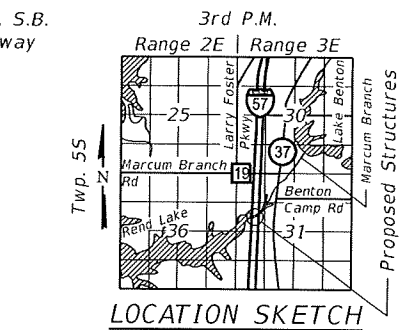 . S.B.
way
3rd P.M.
Range 2E
Range 3E
Twp. 5S
N
25
30
36
31
57
37
19
Larry Foster
Pkwy
Lake Benton
Marcum Branch
Marcum Branch
Rd
Benton
Camp Rd
Rend Lake
Proposed Structures
LOCATION SKETCH